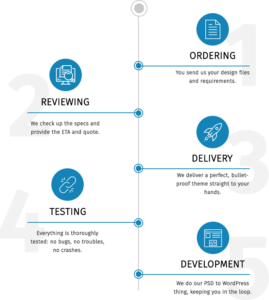 1
ORDERING
You send us your design files
and requirements.
2
REVIEWING
We check up the specs and
provide the ETA and quote.
3
DELIVERY
We deliver a perfect, bullet-
proof theme straight to your
hands.
4
TESTING
Everything is thoroughly
tested: no bugs, no troubles,
no crashes.
5
DEVELOPMENT
We do our PSD to WordPress
thing, keeping you in the loop.